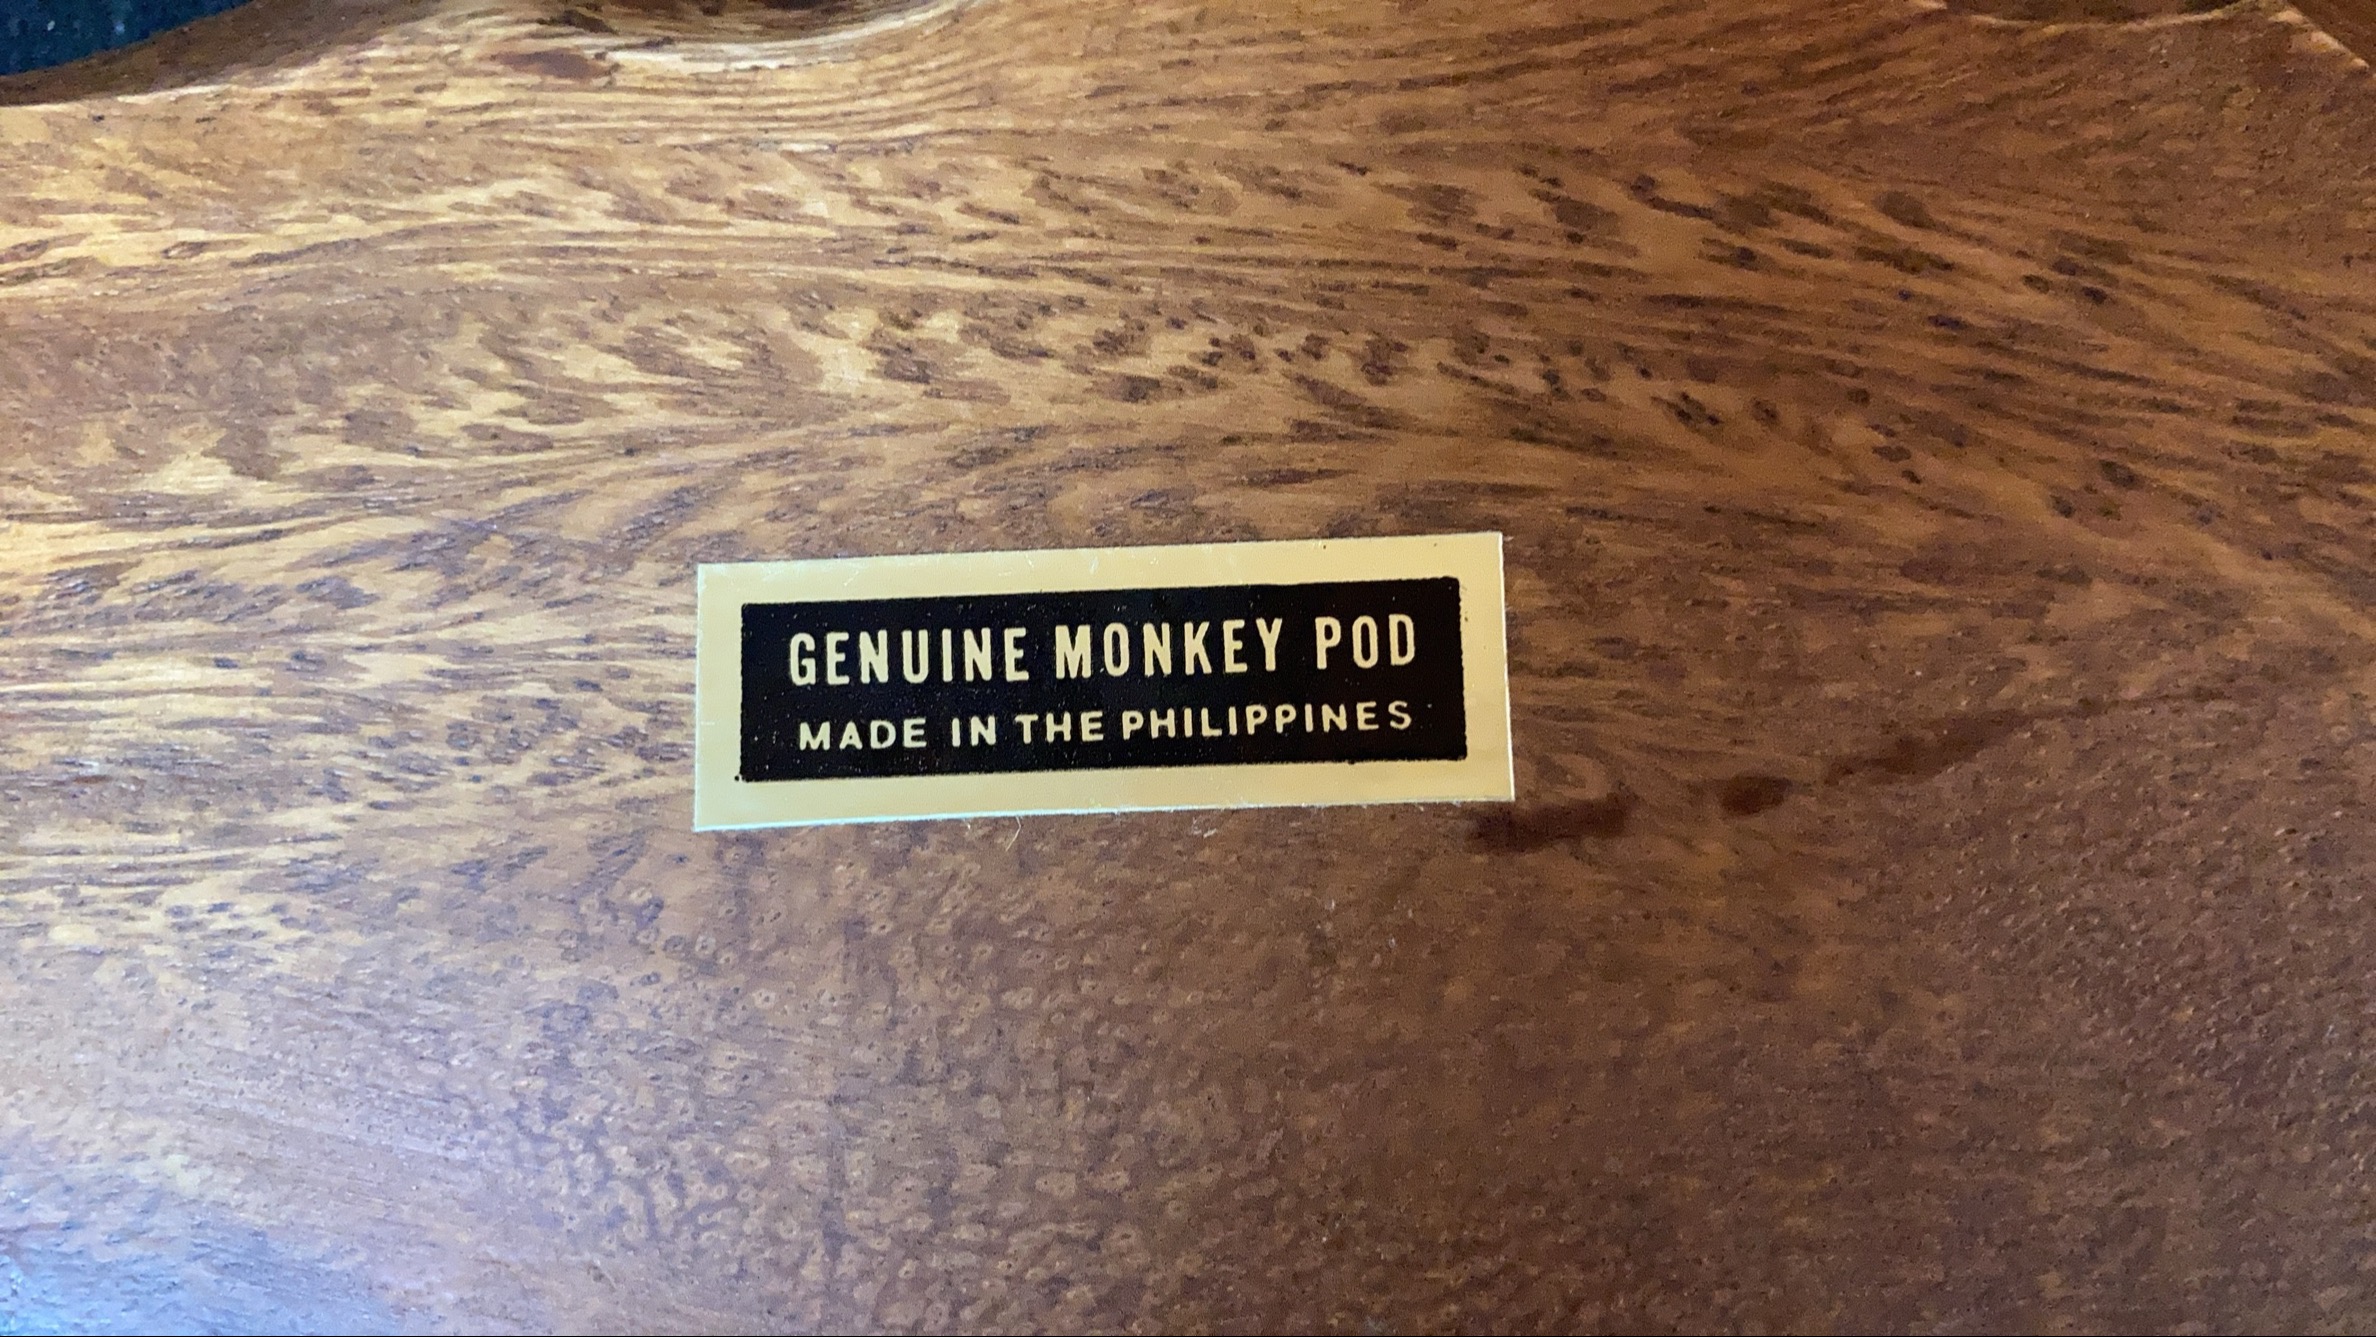 GENUINE MONKEY POD
MADE IN THE PHILIPPINES